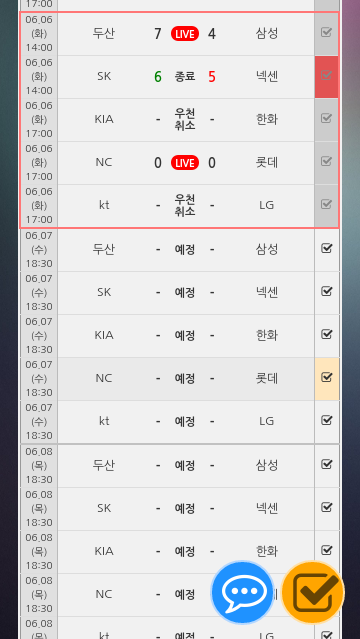 17:00
06.06
(화)
14:00
두산 7 LIVE 4 삼성
06.06
(화)
14:00
SK 6 종료 5 넥센
06.06
(화)
17:00
KIA - 우천
취소 - 한화
06.06
(화)
17:00
NC 0 LIVE 0 롯데
06.06
(화)
17:00
kt - 우천
취소 - LG
06.07
(수)
18:30
두산 - 예정 - 삼성
06.07
(수)
18:30
SK - 예정 - 넥센
06.07
(수)
18:30
KIA - 예정 - 한화
06.07
(수)
18:30
NC - 예정 - 롯데
06.07
(수)
18:30
kt - 예정 - LG
06.08
(목)
18:30
두산 - 예정 - 삼성
06.08
(목)
18:30
SK - 예정 - 넥센
06.08
(목)
18:30
KIA - 예정 - 한화
06.08
(목)
18:30
NC - 예정 -
06.08
(목)
kt - 예정 - LG